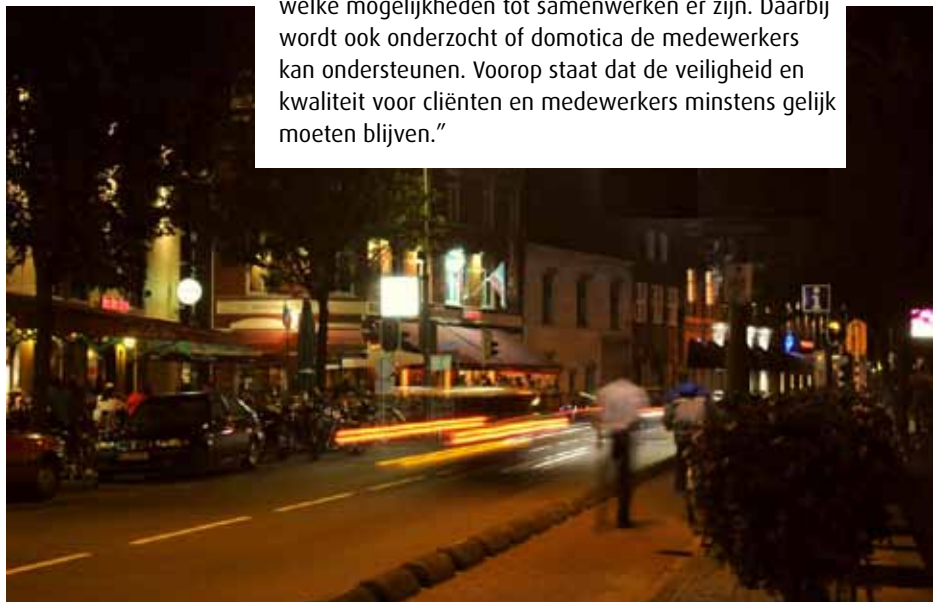 welke mogelijkheden tot samenwerken er zijn. Daarbij
wordt ook onderzocht of domotica de medewerkers
kan ondersteunen. Voorop staat dat de veiligheid en
kwaliteit voor cliënten en medewerkers minstens gelijk
moeten blijven.”